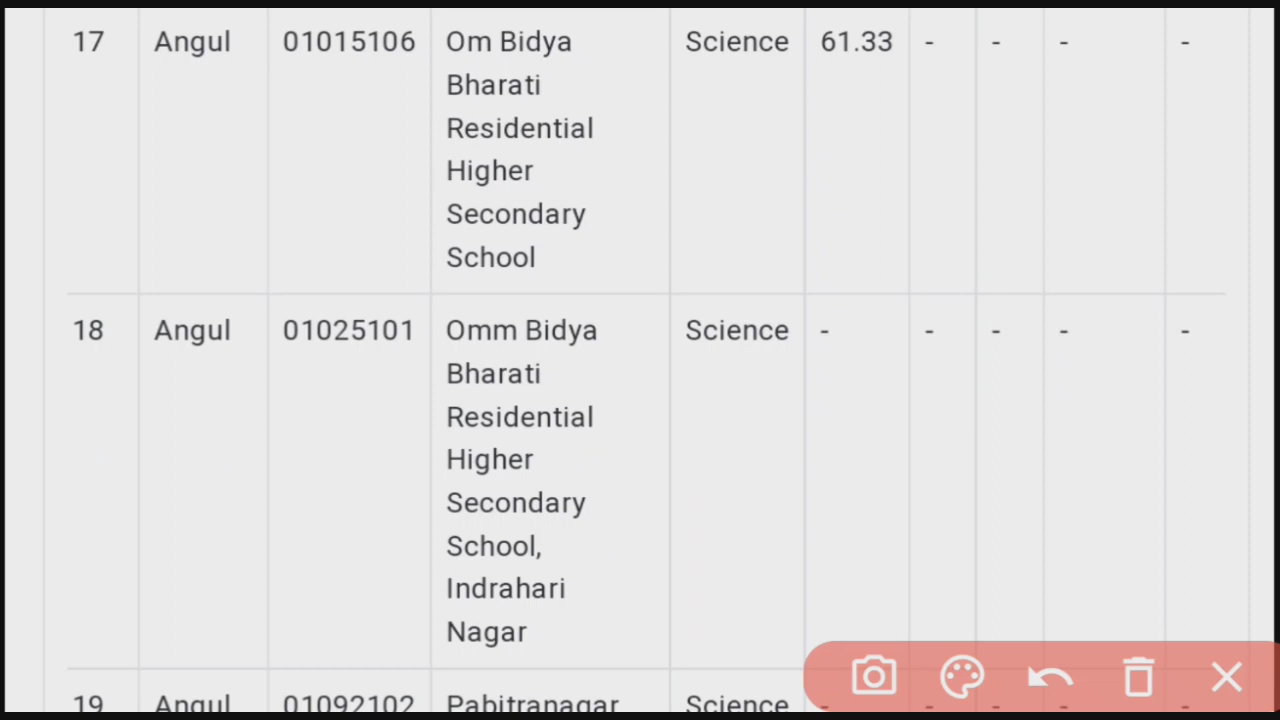 17 Angul 01015106 Om Bidya Science 61.33 - - - -
Bharati
Residential
Higher
Secondary
School
18 Angul 01025101 Omm Bidya Science - - - - -
Bharati
Residential
Higher
Secondary
School,
Indrahari
Nagar
19 Angul 01092102 Pabitranagar Science - - - - -